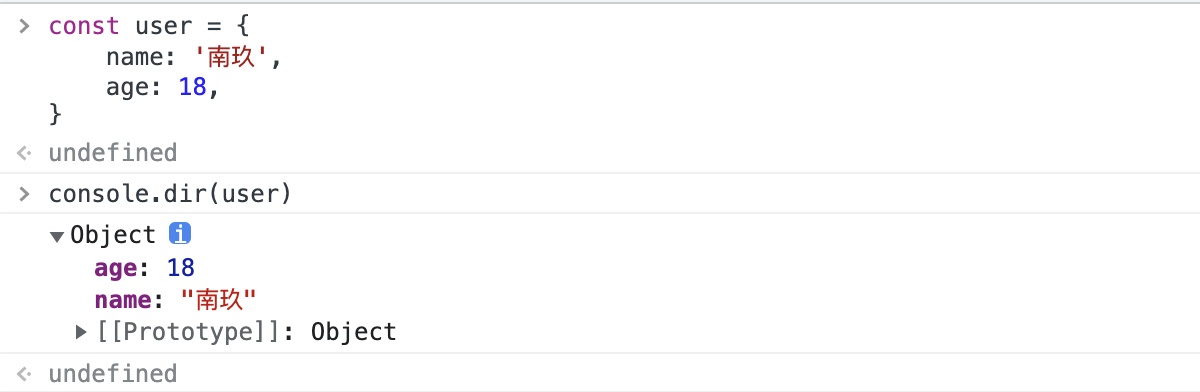 > const user = {
name: '南玖',
age: 18,
}
undefined
> console.dir(user)
▼Object i
age: 18
name: "南玖"
▶[[Prototype]]: Object
undefined